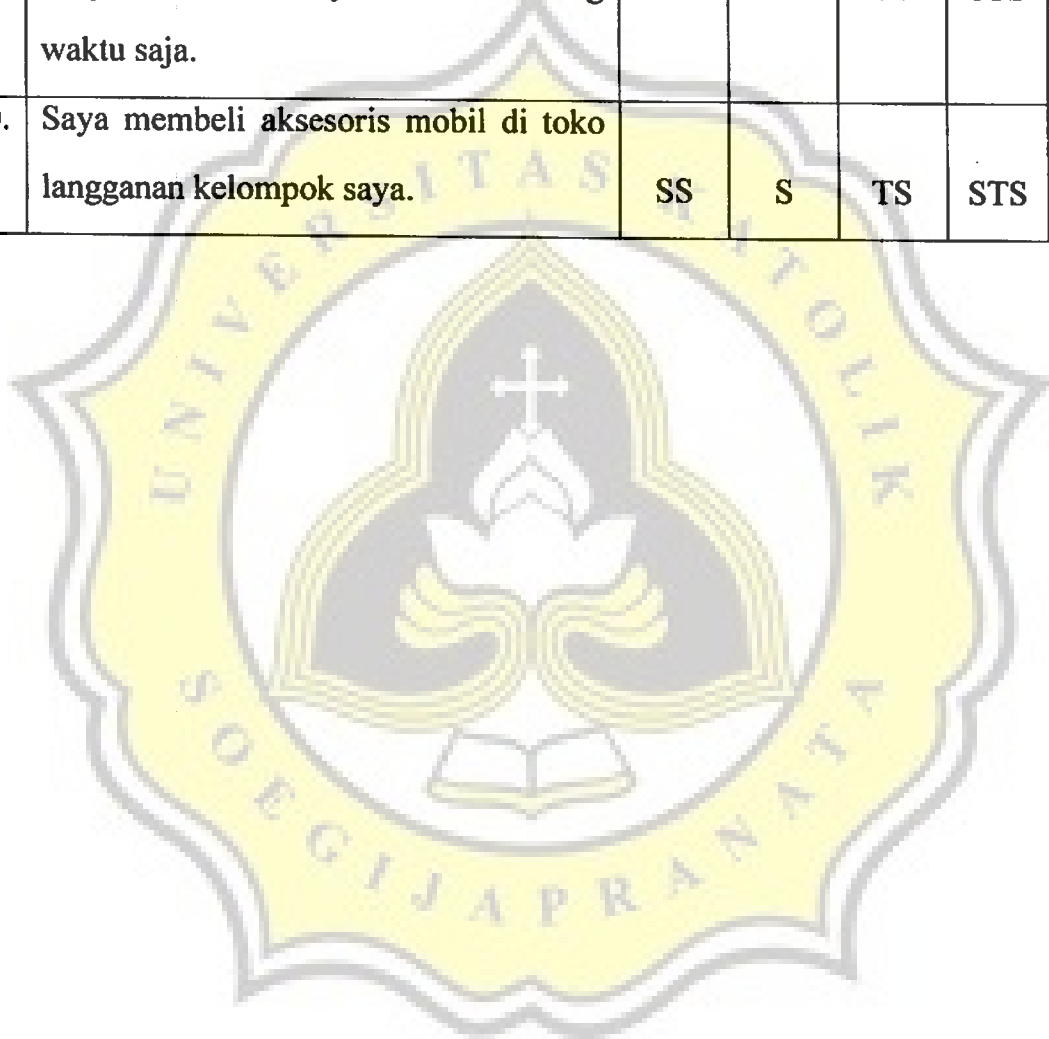 waktu saja.
Saya membeli aksesoris mobil di toko
langganan kelompok saya. SS S TS STS
UNIVERSITAS KATOLIK
SOEGIJAPRANATA